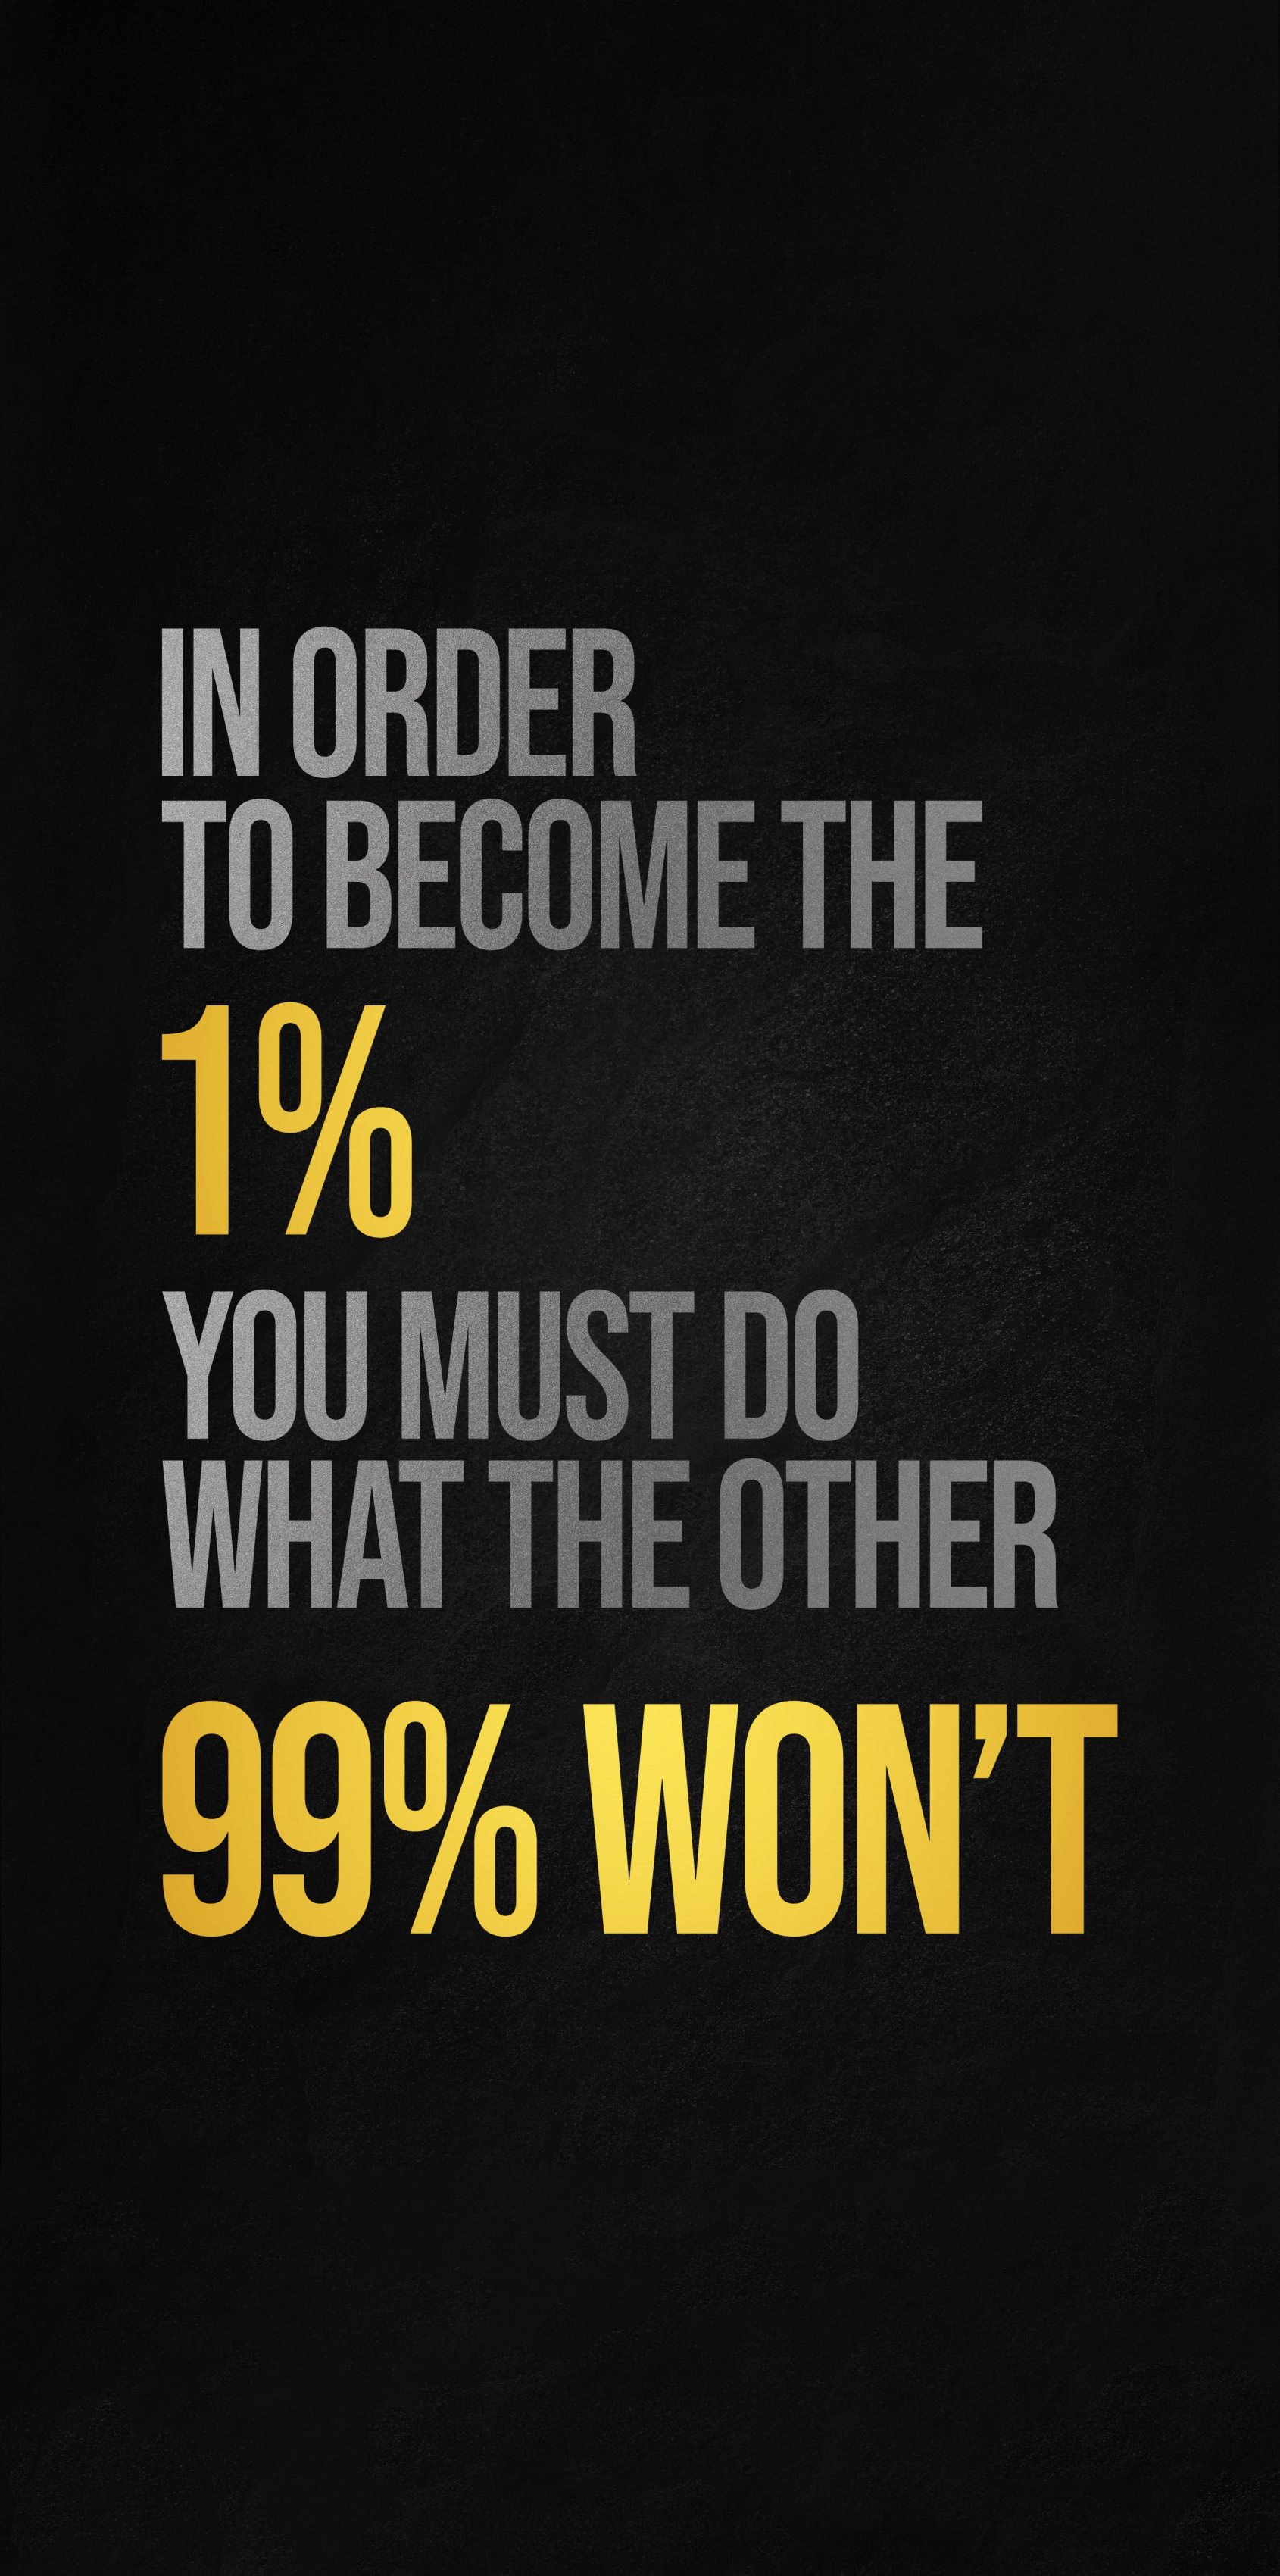 IN ORDER
TO BECOME THE
1%
YOU MUST DO
WHAT THE OTHER
99% WON’T